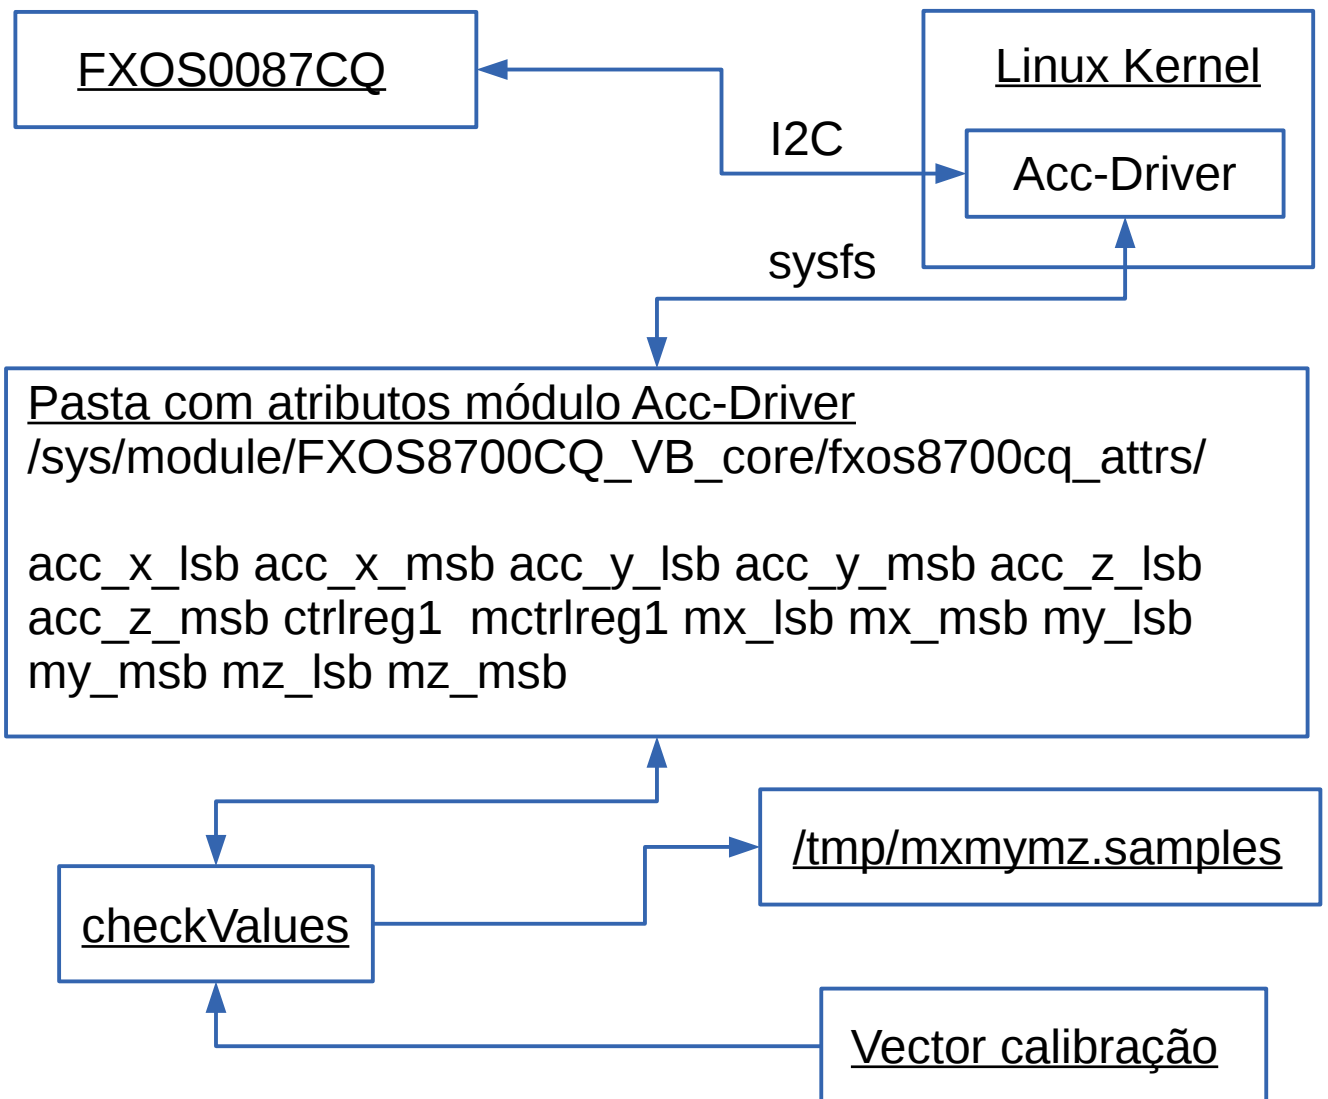 FXOS0087CQ
Linux Kernel
I2C
Acc-Driver
sysfs
Pasta com atributos módulo Acc-Driver
/sys/module/FXOS8700CQ_VB_core/fxos8700cq_attrs/
acc_x_lsb acc_x_msb acc_y_lsb acc_y_msb acc_z_lsb
acc_z_msb ctrlreg1  mctrlreg1 mx_lsb mx_msb my_lsb
my_msb mz_lsb mz_msb
/tmp/mxmymz.samples
checkValues
Vector calibração